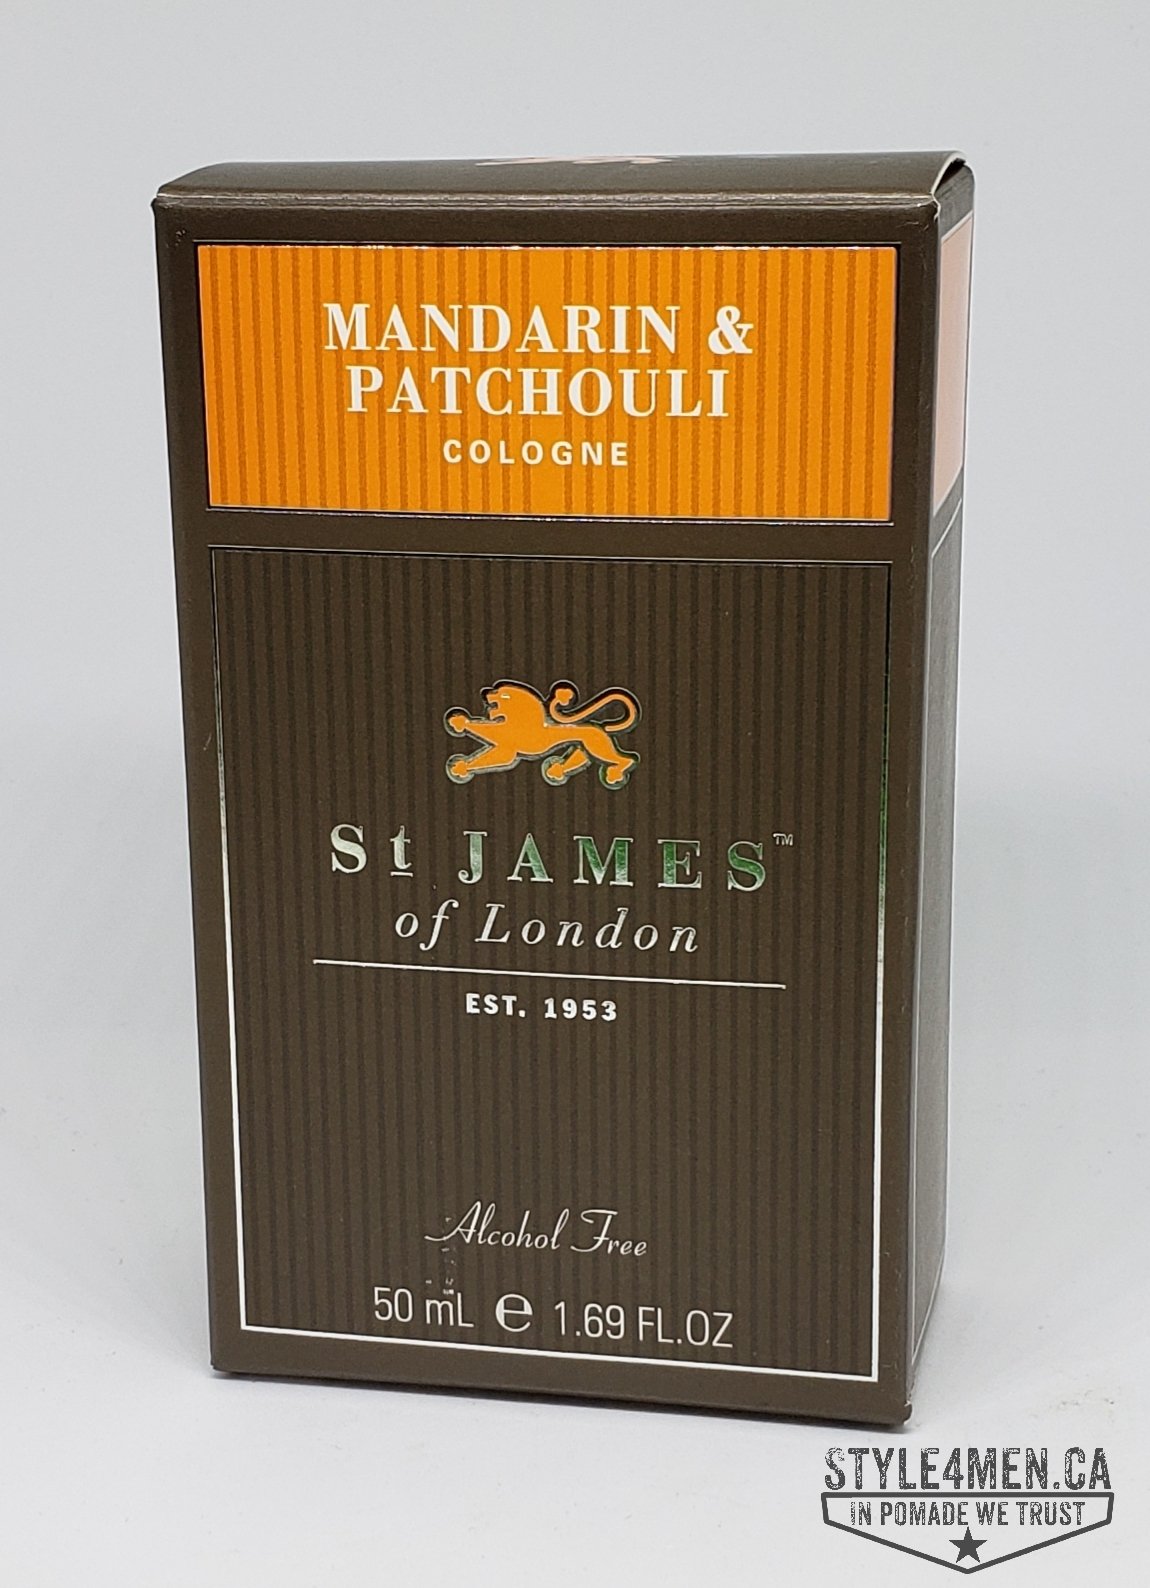 MANDARIN &
PATCHOULI
COLOGNE
St JAMES™
of London
EST. 1953
Alcohol Free
50 mL ℮ 1.69 FL.OZ
STYLE4MEN.CA
IN POMADE WE TRUST